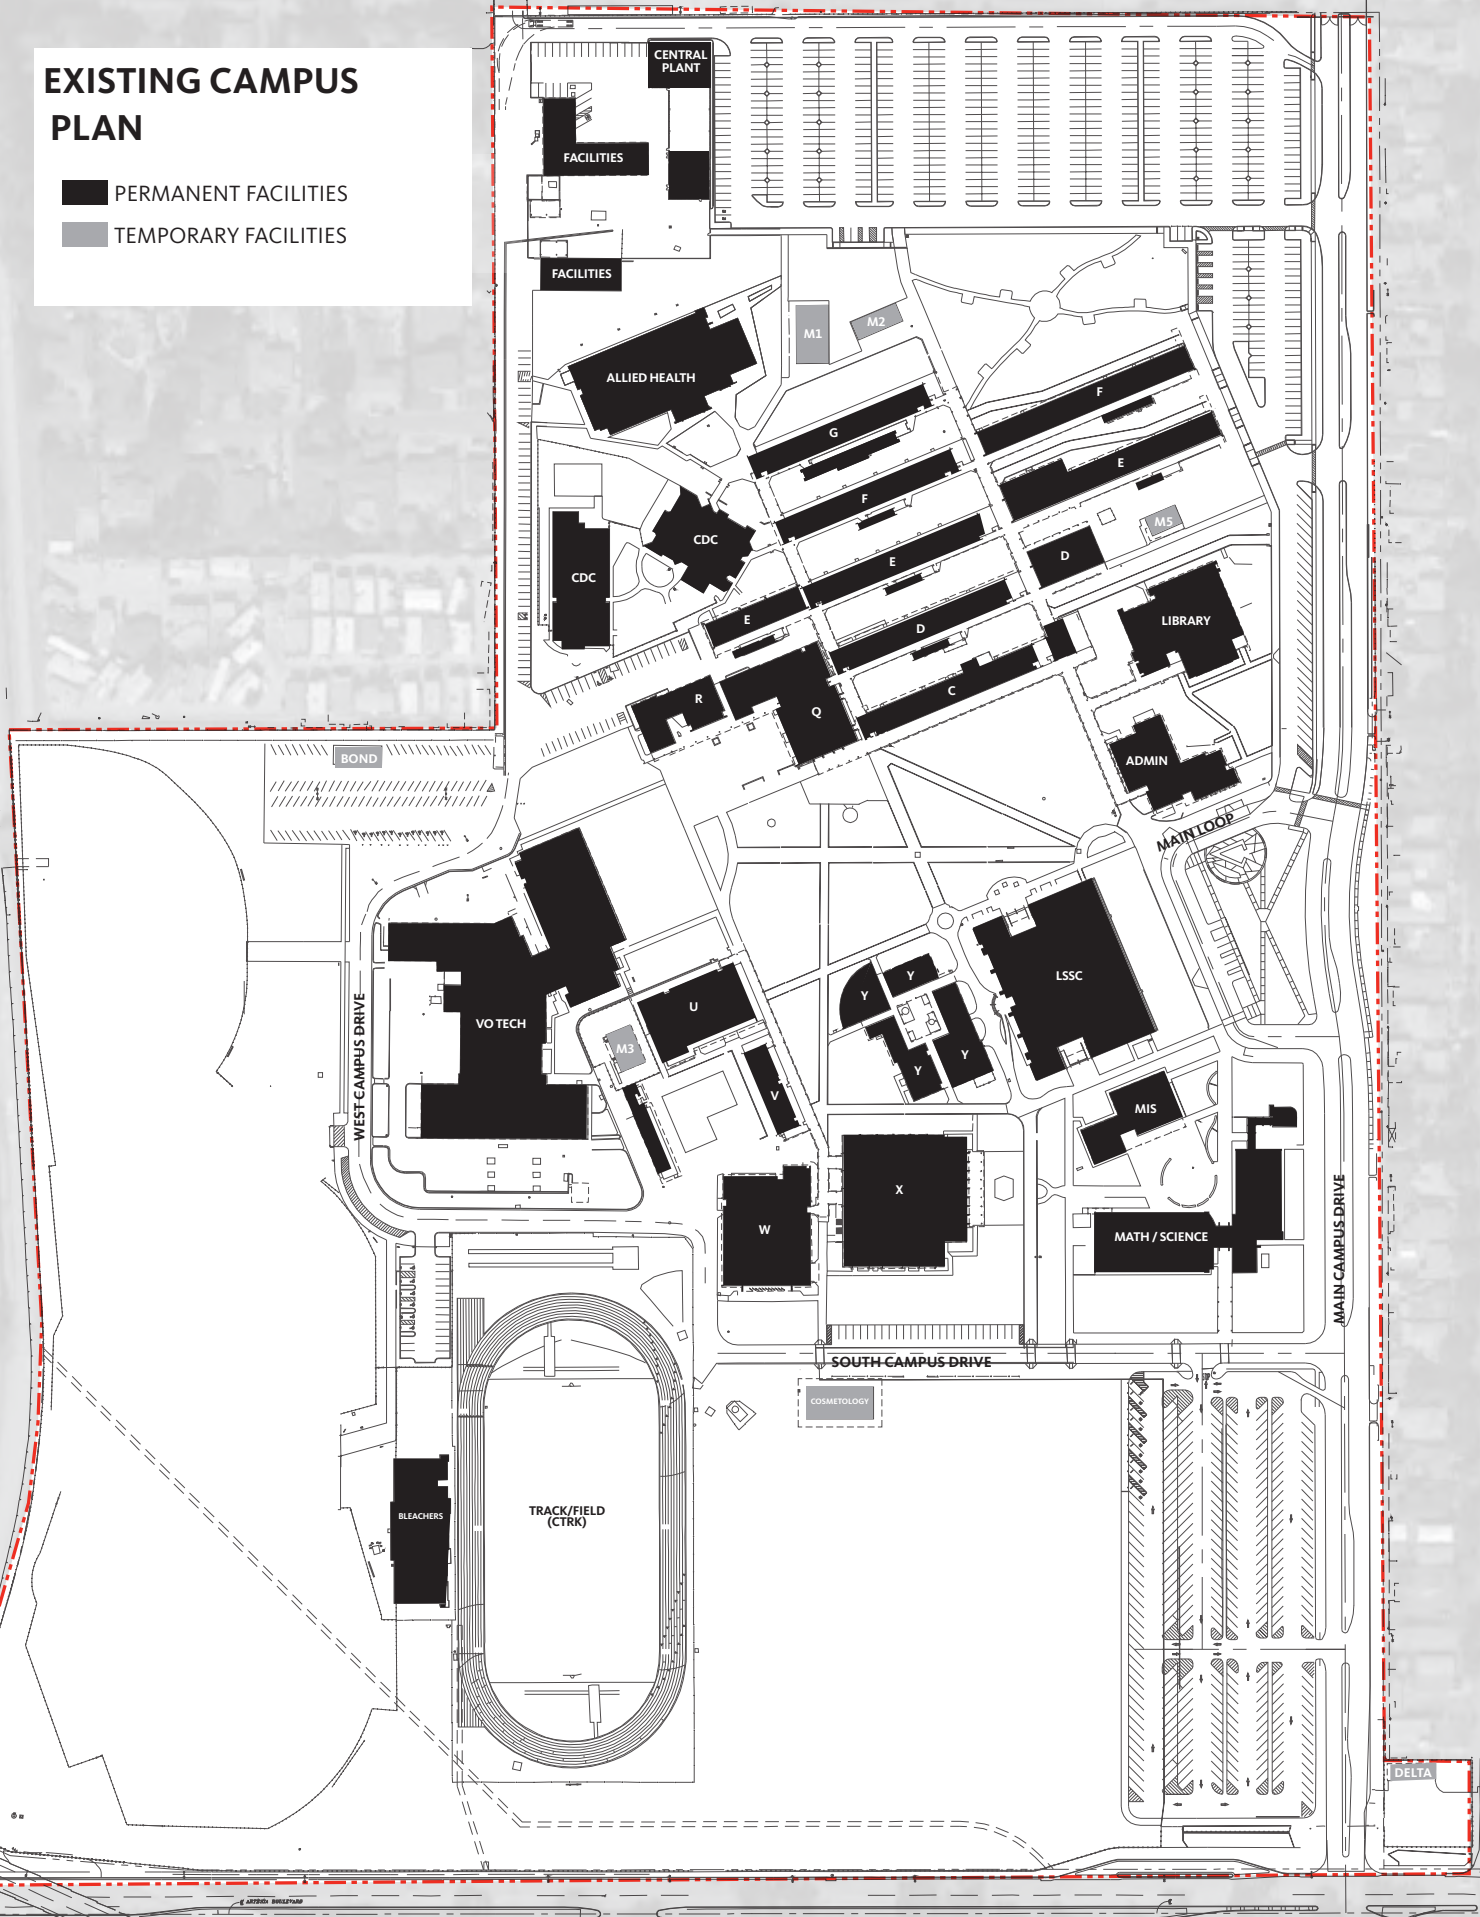 EXISTING CAMPUS
PLAN
PERMANENT FACILITIES
TEMPORARY FACILITIES
CENTRAL
PLANT
FACILITIES
FACILITIES
M1
M2
ALLIED HEALTH
F
G
E
F
M5
CDC
D
E
CDC
E
D
LIBRARY
R
C
Q
BOND
ADMIN
MAIN LOOP
Y
LSSC
Y
U
VO TECH
WEST CAMPUS DRIVE
M3
Y
Y
V
MIS
X
W
MATH / SCIENCE
MAIN CAMPUS DRIVE
SOUTH CAMPUS DRIVE
COSMETOLOGY
TRACK/FIELD
(CTRK)
BLEACHERS
DELTA
ARTESIA BOULEVARD